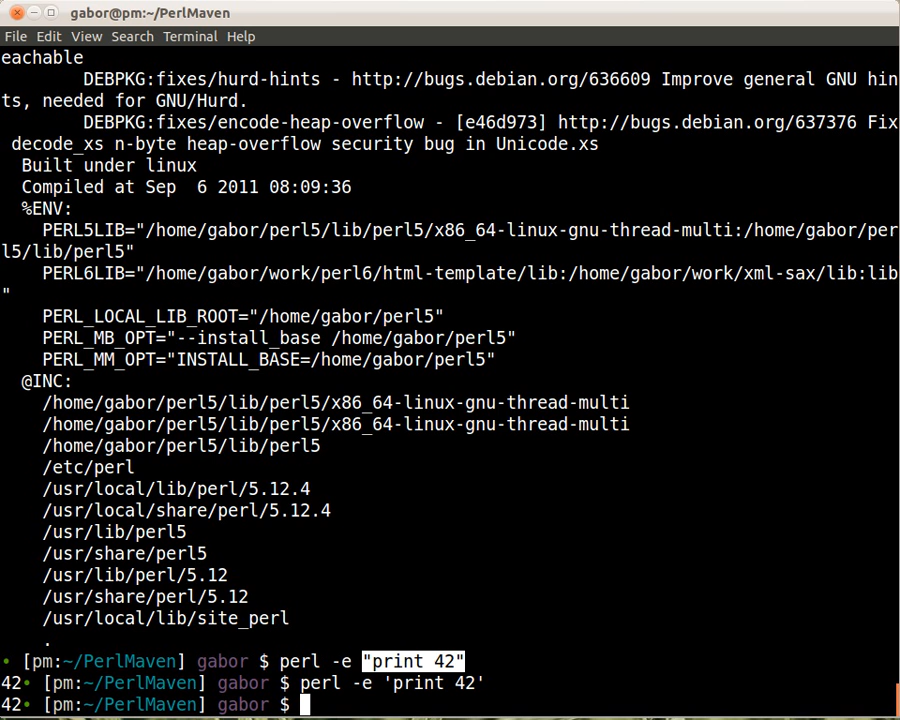 gabor@pm:~/PerlMaven
File Edit View Search Terminal Help
eachable
DEBPKG:fixes/hurd-hints - http://bugs.debian.org/636609 Improve general GNU hin
ts, needed for GNU/Hurd.
DEBPKG:fixes/encode-heap-overflow - [e46d973] http://bugs.debian.org/637376 Fix
decode_xs n-byte heap-overflow security bug in Unicode.xs
Built under linux
Compiled at Sep  6 2011 08:09:36
%ENV:
PERL5LIB="/home/gabor/perl5/lib/perl5/x86_64-linux-gnu-thread-multi:/home/gabor/per
l5/lib/perl5"
PERL6LIB="/home/gabor/work/perl6/html-template/lib:/home/gabor/work/xml-sax/lib:lib
"
PERL_LOCAL_LIB_ROOT="/home/gabor/perl5"
PERL_MB_OPT="--install_base /home/gabor/perl5"
PERL_MM_OPT="INSTALL_BASE=/home/gabor/perl5"
@INC:
/home/gabor/perl5/lib/perl5/x86_64-linux-gnu-thread-multi
/home/gabor/perl5/lib/perl5/x86_64-linux-gnu-thread-multi
/home/gabor/perl5/lib/perl5
/etc/perl
/usr/local/lib/perl/5.12.4
/usr/local/share/perl/5.12.4
/usr/lib/perl5
/usr/share/perl5
/usr/lib/perl/5.12
/usr/share/perl/5.12
/usr/local/lib/site_perl
.
• [pm:~/PerlMaven] gabor $ perl -e "print 42"
42• [pm:~/PerlMaven] gabor $ perl -e 'print 42'
42• [pm:~/PerlMaven] gabor $